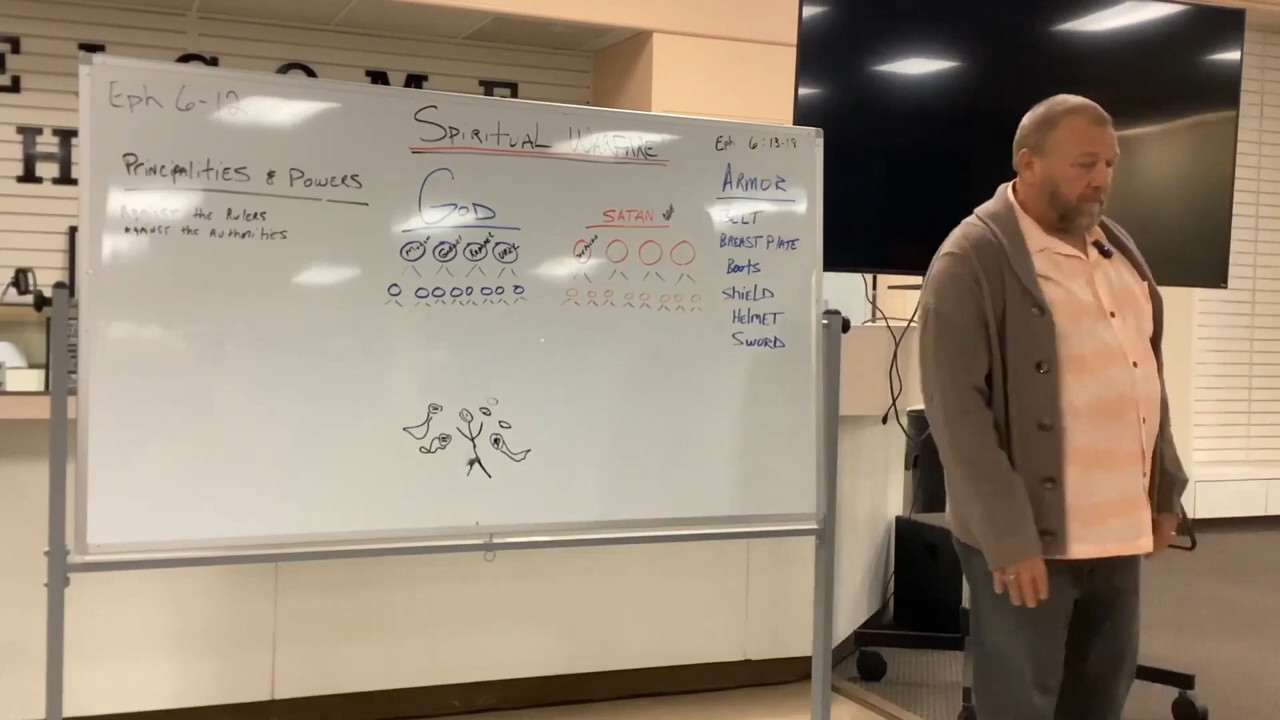 E L C O M E
H
Eph 6-12
Spiritual Warfare
Eph 6:13-19
Principalities & Powers
Against the Rulers
Against the Authorities
God
Satan
Armor
Belt
Breast Plate
Boots
Shield
Helmet
Sword